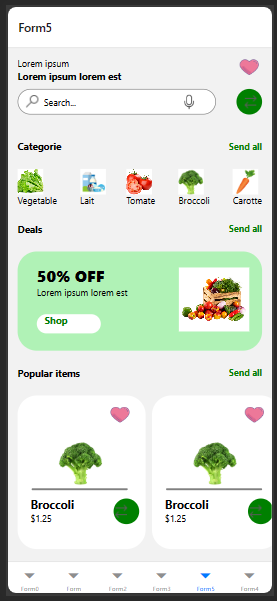 Form5
Lorem ipsum
Lorem ipsum lorem est
Search...
Categorie Send all
Vegetable Lait Tomate Broccoli Carotte
Deals Send all
50% OFF
Lorem ipsum lorem est
Shop
Popular items Send all
Broccoli Broccoli
$1.25 $1.25
Form0 Form Form2 Form3 Form5 Form4